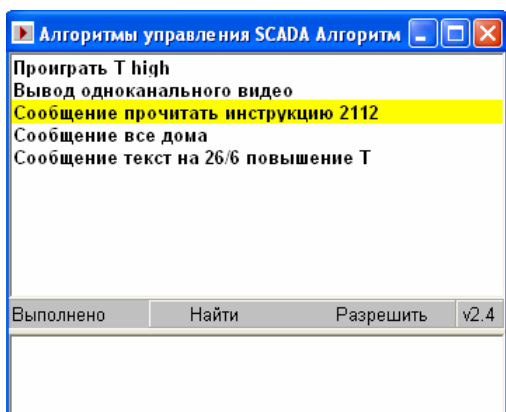 Алгоритмы управления SCADA Алгоритм
Проиграть T high
Вывод одноканального видео
Сообщение прочитать инструкцию 2112
Сообщение все дома
Сообщение текст на 26/6 повышение Т
Выполнено Найти Разрешить v2.4